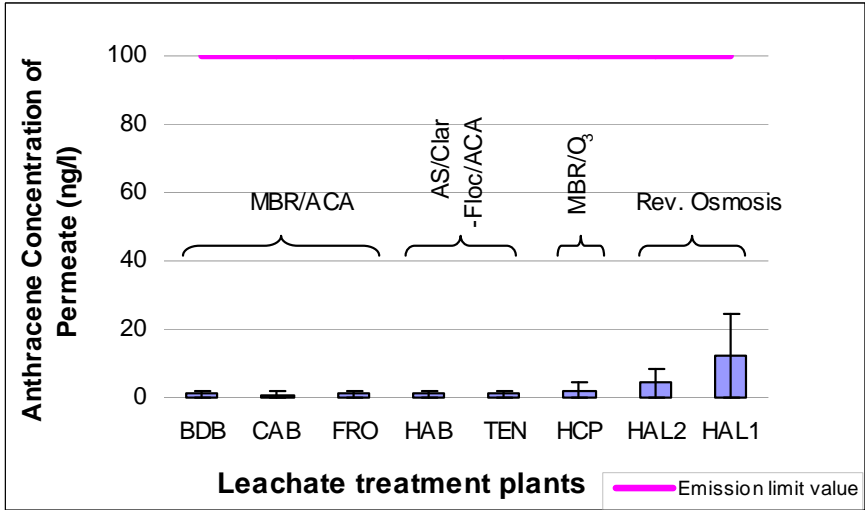 Anthracene Concentration of
Permeate (ng/l)
100
80
60
40
20
0
MBR/ACA
AS/Clar
-Floc/ACA
MBR/O₃
Rev. Osmosis
BDB CAB FRO HAB TEN HCP HAL2 HAL1
Leachate treatment plants
Emission limit value